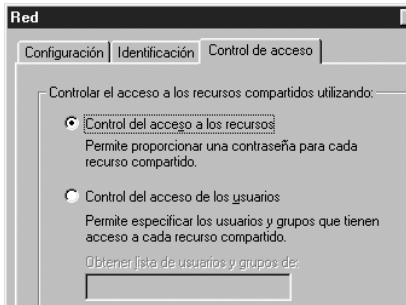 Red
Configuración Identificación Control de acceso
Controlar el acceso a los recursos compartidos utilizando:
Control del acceso a los recursos
Permite proporcionar una contraseña para cada
recurso compartido.
Control del acceso de los usuarios
Permite especificar los usuarios y grupos que tienen
acceso a cada recurso compartido.
Obtener lista de usuarios y grupos de: